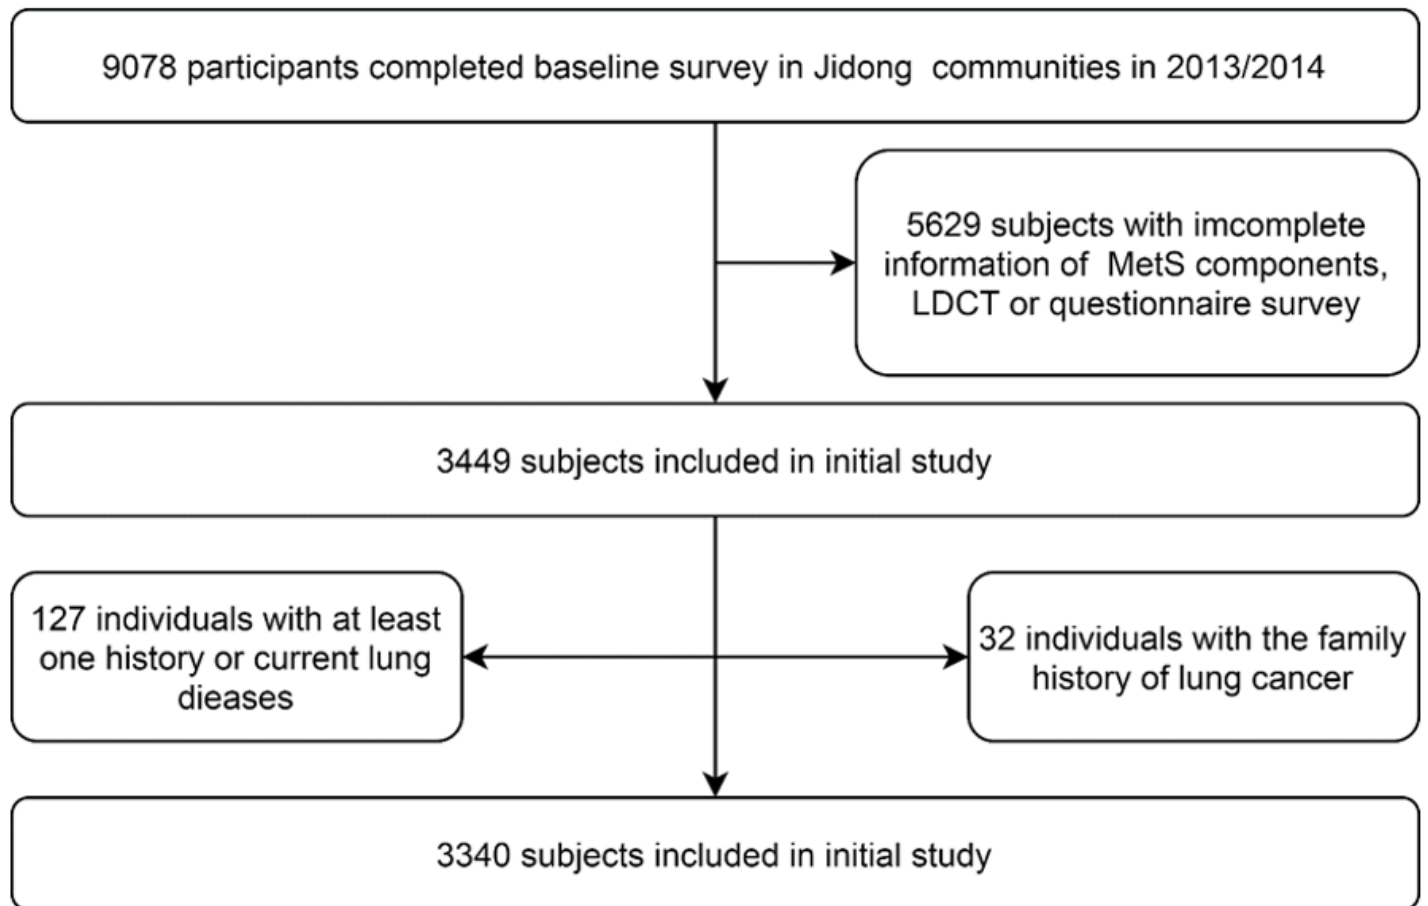 9078 participants completed baseline survey in Jidong communities in 2013/2014
5629 subjects with imcomplete
information of MetS components,
LDCT or questionnaire survey
3449 subjects included in initial study
127 individuals with at least
one history or current lung
dieases
32 individuals with the family
history of lung cancer
3340 subjects included in initial study